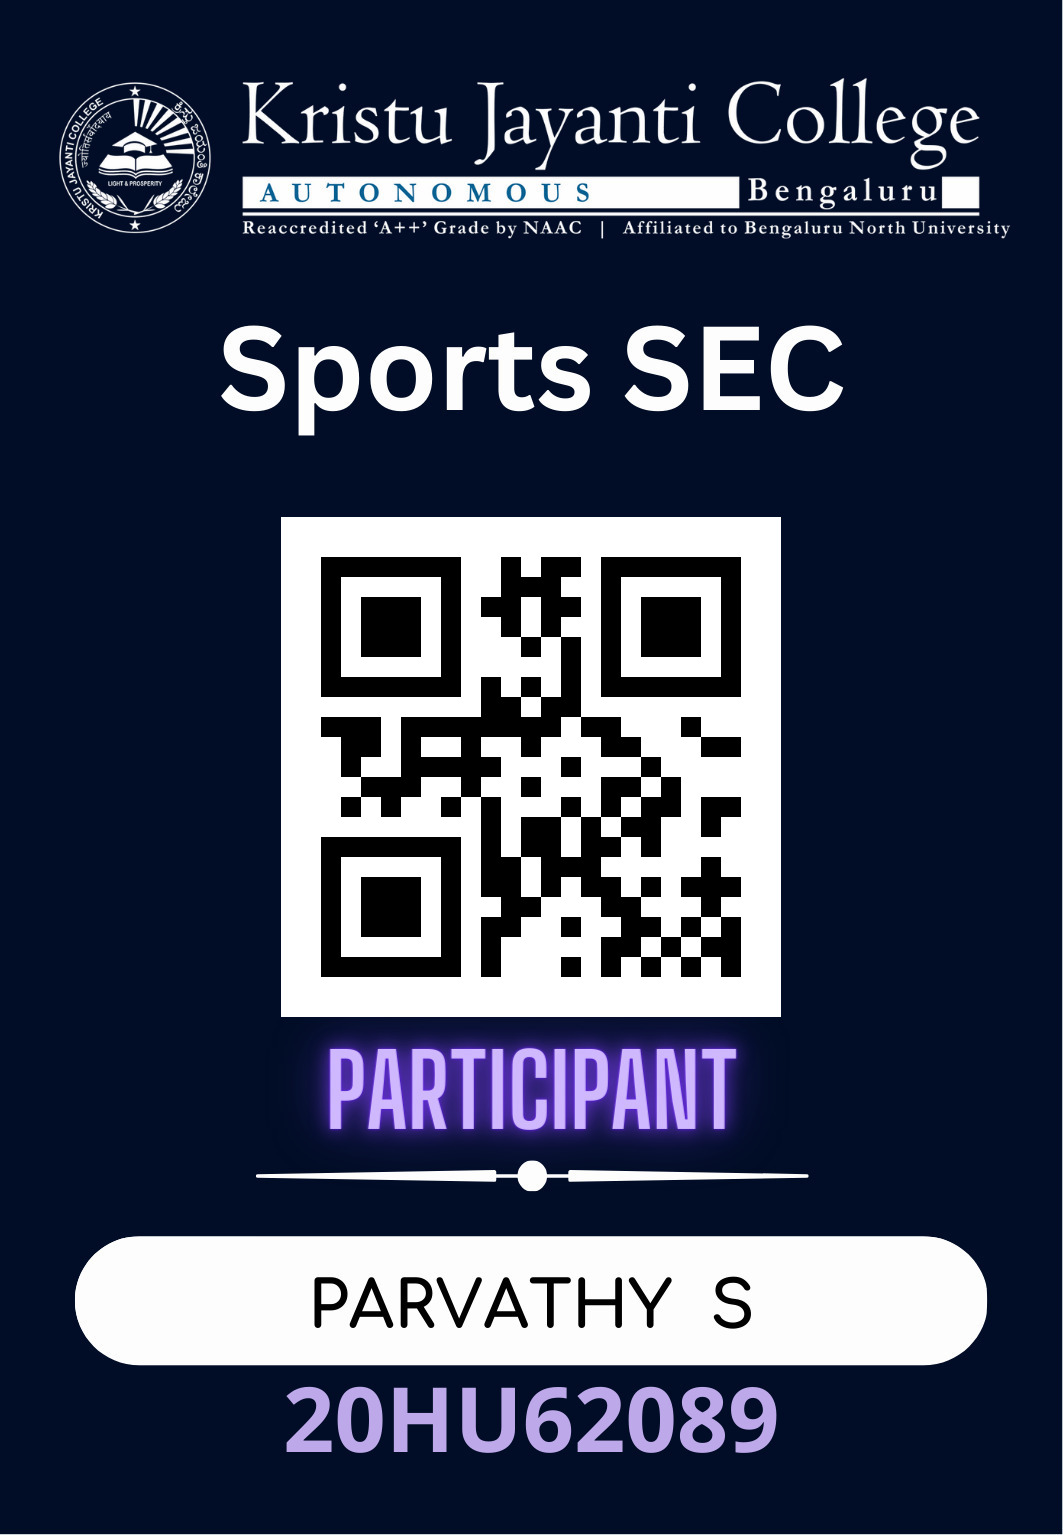 KRISTU JAYANTI COLLEGE
ಕ್ರಿಸ್ತು ಜಯಂತಿ ಕಾಲೇಜು
LIGHT & PROSPERITY
Kristu Jayanti College
AUTONOMOUS Bengaluru
Reaccredited ‘A++’ Grade by NAAC | Affiliated to Bengaluru North University
Sports SEC
PARTICIPANT
PARVATHY S
20HU62089